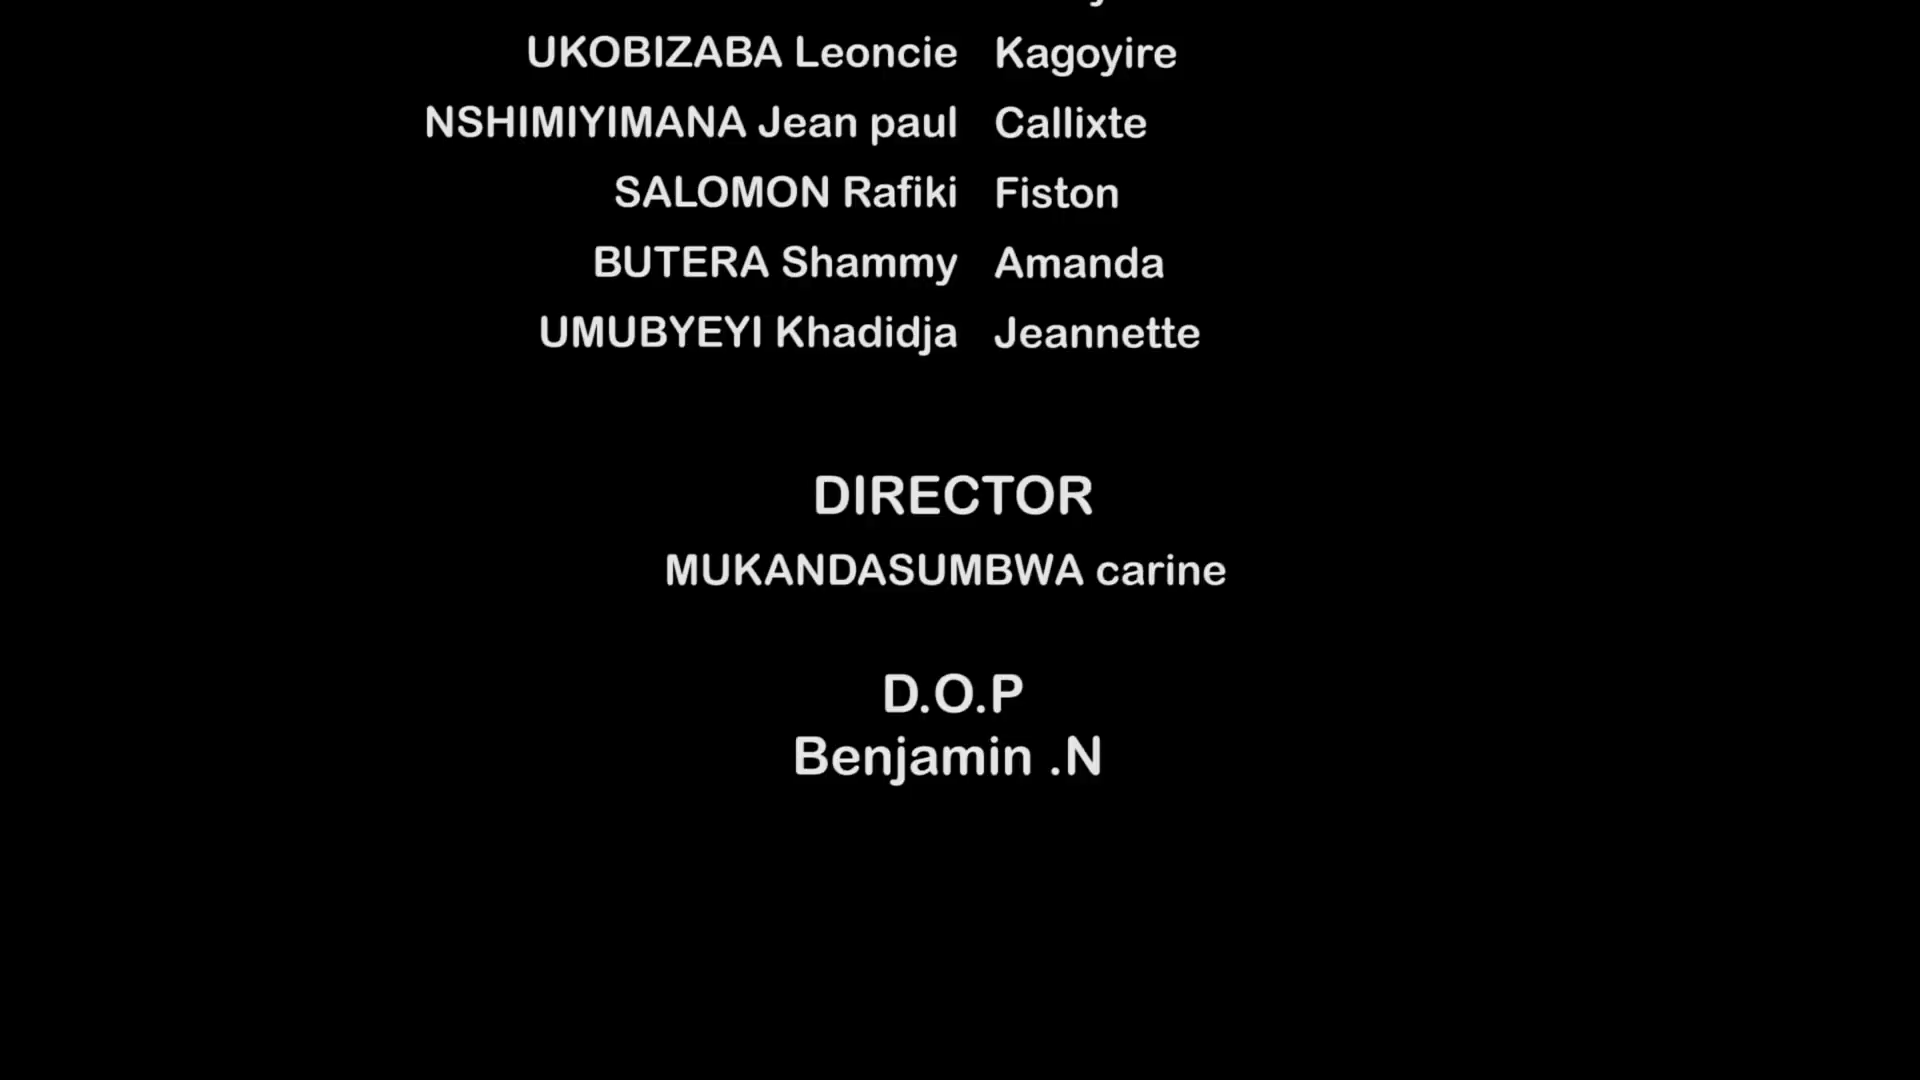 UKOBIZABA Leoncie Kagoyire
NSHIMIYIMANA Jean paul Callixte
SALOMON Rafiki Fiston
BUTERA Shammy Amanda
UMUBYEYI Khadidja Jeannette
DIRECTOR
MUKANDASUMBWA carine
D.O.P
Benjamin .N